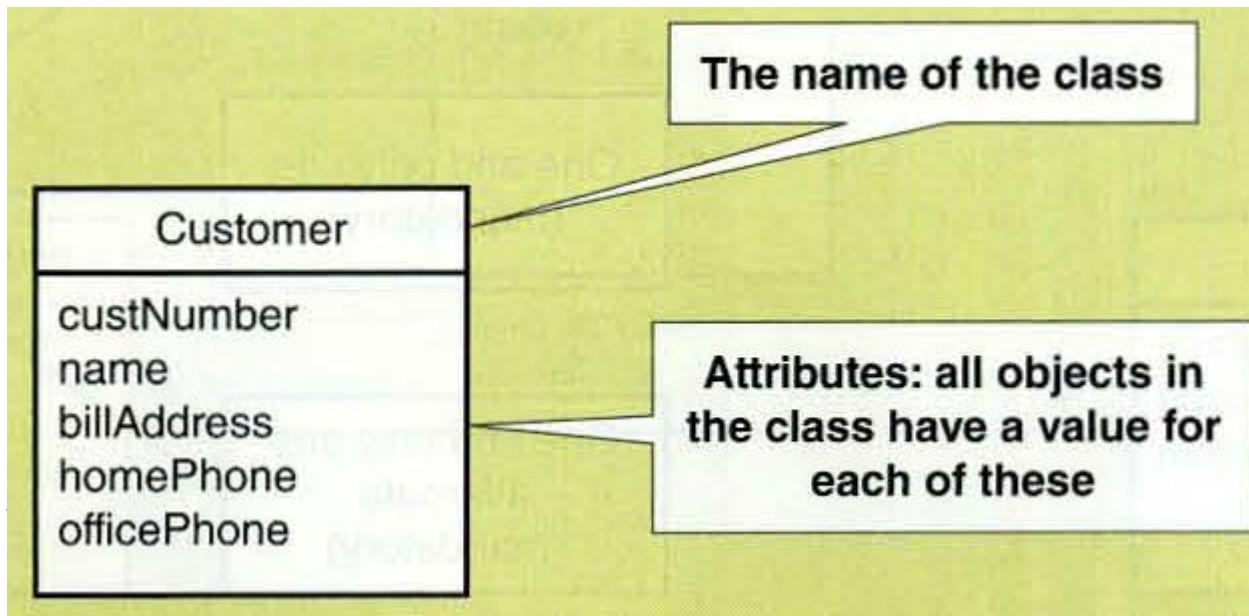 The name of the class
Customer
custNumber
name
billAddress
homePhone
officePhone
Attributes: all objects in
the class have a value for
each of these